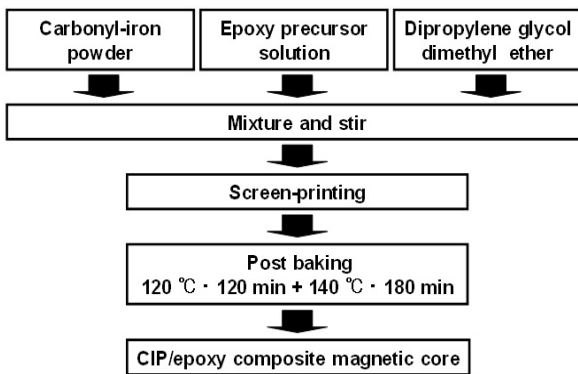 Carbonyl-iron
powder
Epoxy precursor
solution
Dipropylene glycol
dimethyl ether
Mixture and stir
Screen-printing
Post baking
120 ℃・120 min + 140 ℃・180 min
CIP/epoxy composite magnetic core